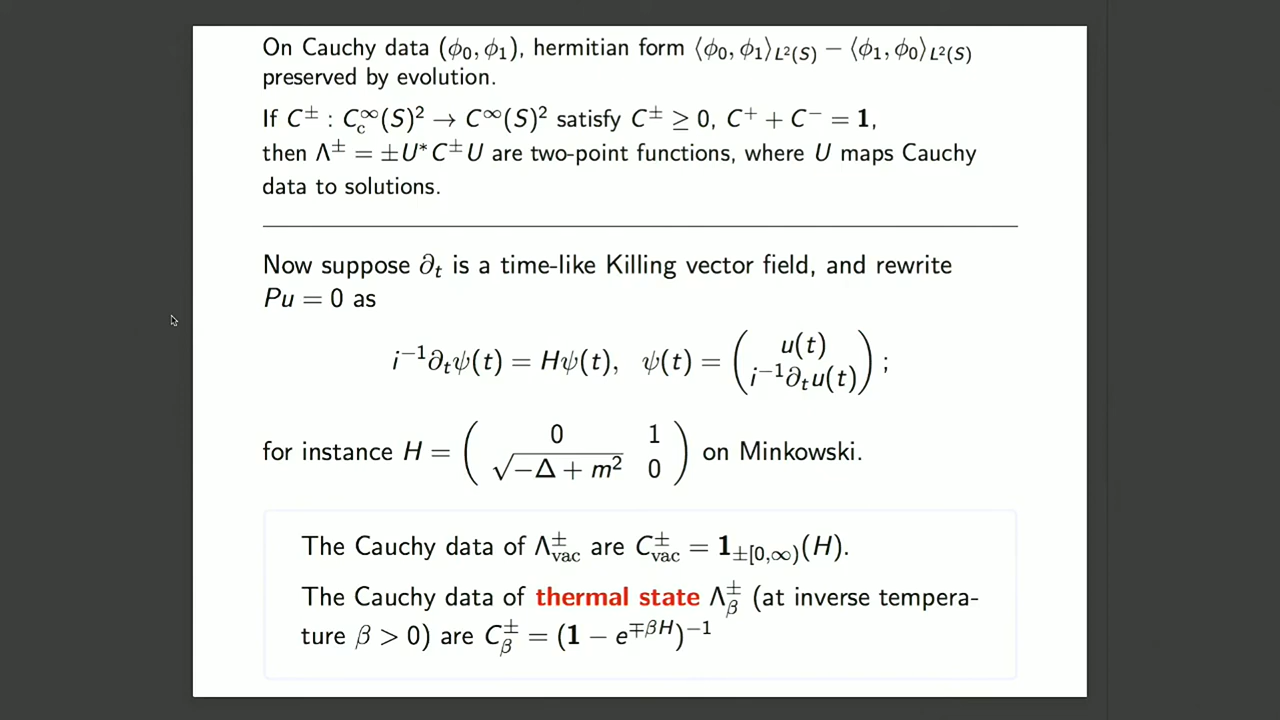 On Cauchy data (ϕ₀, ϕ₁), hermitian form ⟨ϕ₀, ϕ₁⟩_{L²(S)} − ⟨ϕ₁, ϕ₀⟩_{L²(S)}
preserved by evolution.
If C^± : C_c^∞(S)² → C^∞(S)² satisfy C^± ≥ 0, C⁺ + C⁻ = 1,
then Λ^± = ±U*C^±U are two-point functions, where U maps Cauchy
data to solutions.
Now suppose ∂_t is a time-like Killing vector field, and rewrite
Pu = 0 as
i⁻¹∂_tψ(t) = Hψ(t), ψ(t) = ( u(t) ; i⁻¹∂_tu(t) ) ;
for instance H = ( 0 1 ; √(−Δ + m²) 0 ) on Minkowski.
The Cauchy data of Λ_vac^± are C_vac^± = 1_{±[0,∞)}(H).
The Cauchy data of thermal state Λ_β^± (at inverse tempera-
ture β > 0) are C_β^± = (1 − e^{∓βH})⁻¹